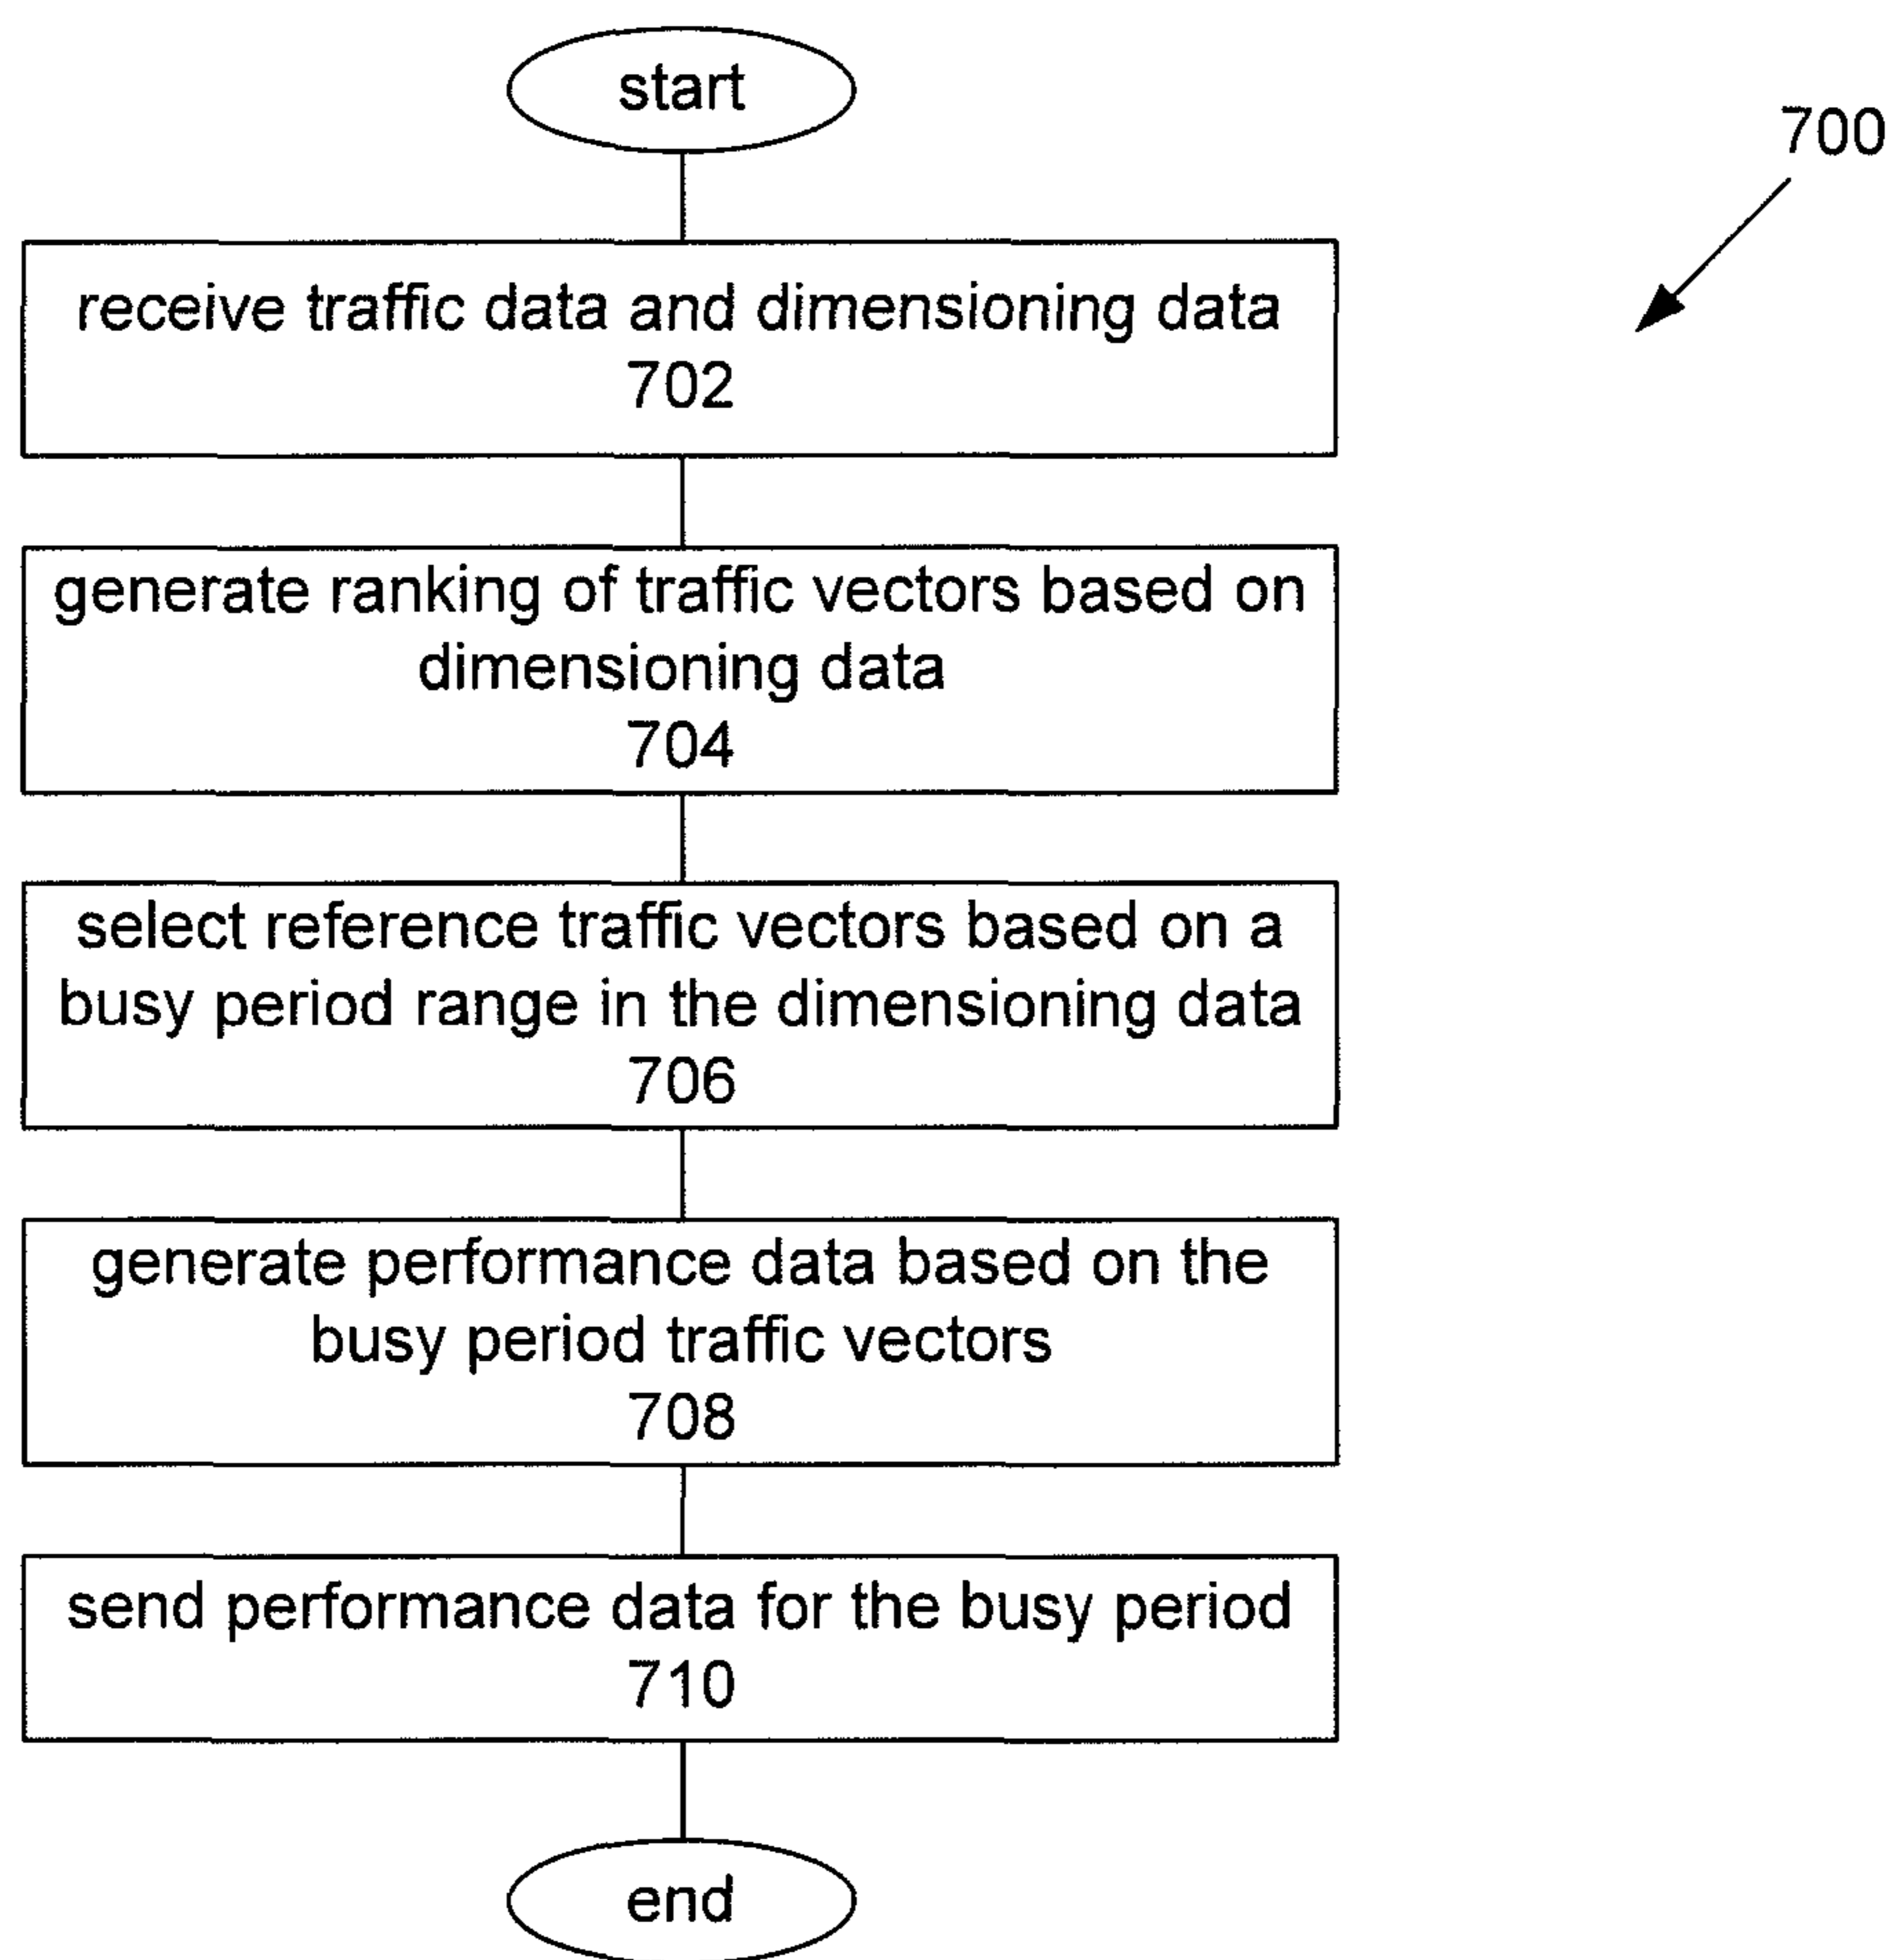 start
700
receive traffic data and dimensioning data
702
generate ranking of traffic vectors based on
dimensioning data
704
select reference traffic vectors based on a
busy period range in the dimensioning data
706
generate performance data based on the
busy period traffic vectors
708
send performance data for the busy period
710
end